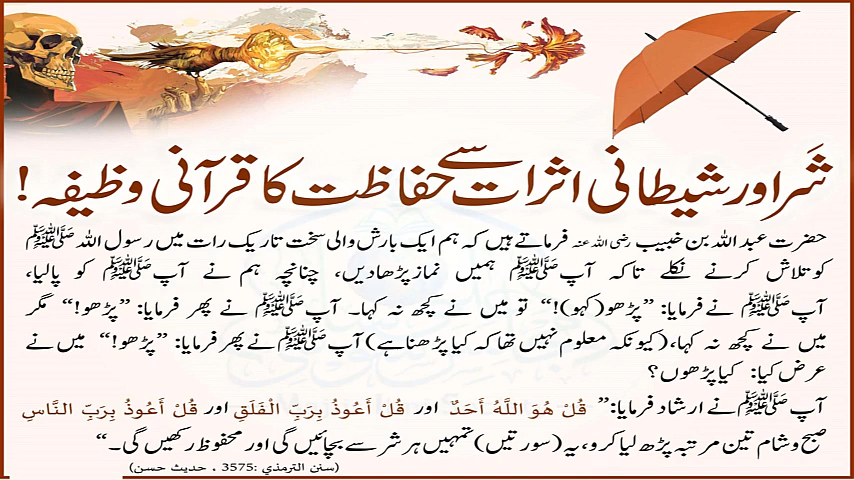 شَر اور شیطانی اثرات سے حفاظت کا قرآنی وظیفہ!
حضرت عبد اللہ بن خبیب رضی اللہ عنہ فرماتے ہیں کہ ہم ایک بارش والی سخت تاریک رات میں رسول اللہ ﷺ
کو تلاش کرنے نکلے تاکہ آپ ﷺ ہمیں نماز پڑھا دیں، چنانچہ ہم نے آپ ﷺ کو پالیا،
آپ ﷺ نے فرمایا: ”پڑھو (کہو)!“ تو میں نے کچھ نہ کہا۔ آپ ﷺ نے پھر فرمایا: ”پڑھو!“ مگر
میں نے کچھ نہ کہا، (کیونکہ معلوم نہیں تھا کہ کیا پڑھنا ہے) آپ ﷺ نے پھر فرمایا: ”پڑھو!“ میں نے
عرض کیا: کیا پڑھوں؟
آپ ﷺ نے ارشاد فرمایا: ”قُلْ هُوَ اللَّهُ أَحَدٌ اور قُلْ أَعُوذُ بِرَبِّ الْفَلَقِ اور قُلْ أَعُوذُ بِرَبِّ النَّاسِ
صبح و شام تین مرتبہ پڑھ لیا کرو، یہ (سورتیں) تمہیں ہر شر سے بچائیں گی اور محفوظ رکھیں گی۔“
(سنن الترمذي: 3575 ، حدیث حسن)